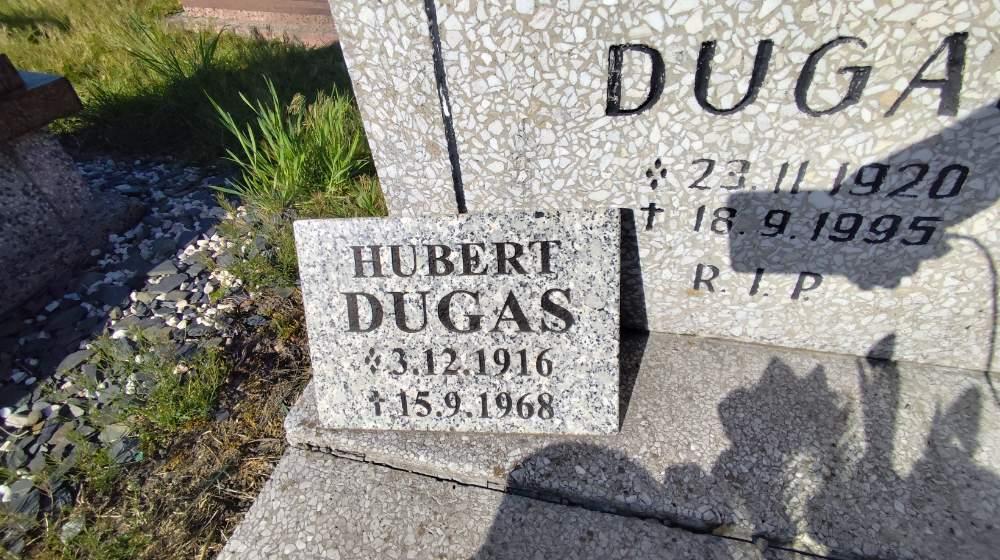 DUGA
23.11.1920
† 18.9.1995
R.I.P.
HUBERT
DUGAS
3.12.1916
† 15.9.1968